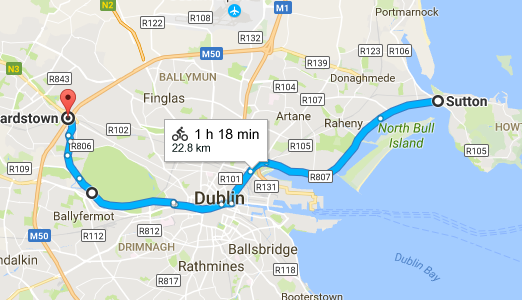 Portmarnock
N2
R108
M1
R122
R132
M50
R139
R123
R106
N3
R843
BALLYMUN
Donaghmede
R104
Finglas
R107
Sutton
ardstown
Artane
R102
1 h 18 min
22.8 km
Raheny
North Bull
Island
HOWT
R806
R105
R105
R109
R101
R131
R807
Dublin
Ballyfermot
M50
R112
R812
DRIMNAGH
Ballsbridge
ndalkin
Rathmines
R118
Dublin Bay
R817
Booterstown